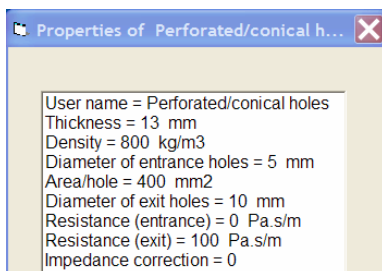 Properties of Perforated/conical h...
User name = Perforated/conical holes
Thickness = 13 mm
Density = 800 kg/m3
Diameter of entrance holes = 5 mm
Area/hole = 400 mm2
Diameter of exit holes = 10 mm
Resistance (entrance) = 0 Pa.s/m
Resistance (exit) = 100 Pa.s/m
Impedance correction = 0